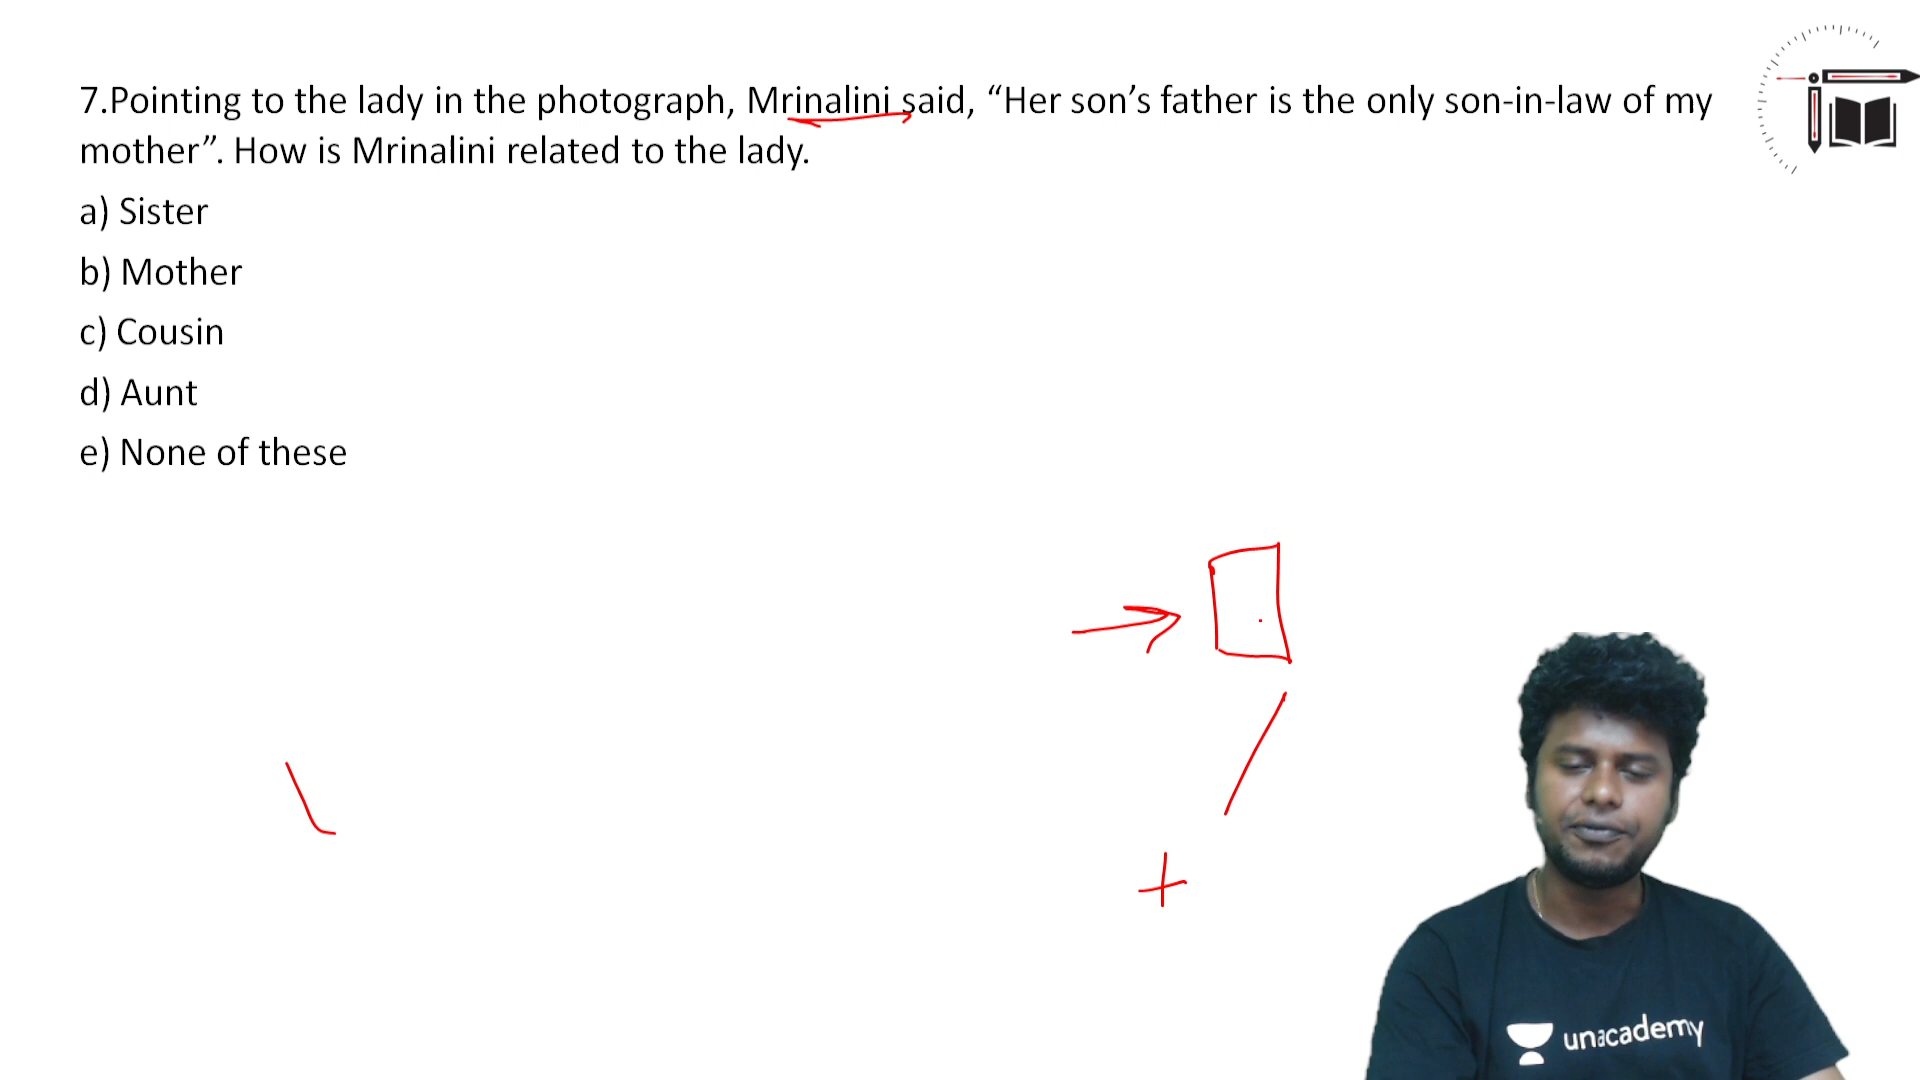 7.Pointing to the lady in the photograph, Mrinalini said, “Her son’s father is the only son-in-law of my
mother”. How is Mrinalini related to the lady.
a) Sister
b) Mother
c) Cousin
d) Aunt
e) None of these
+
unacademy